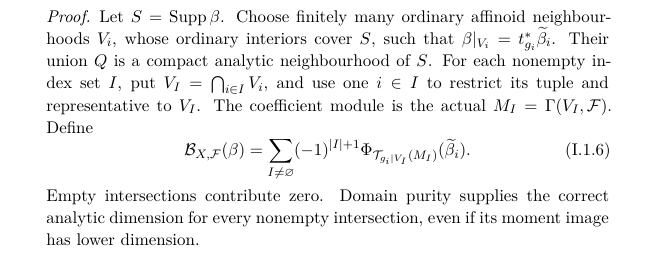 Proof. Let S = Supp β. Choose finitely many ordinary affinoid neighbour-
hoods V_i, whose ordinary interiors cover S, such that β|_{V_i} = t^*_{g_i} \widetilde{β}_i. Their
union Q is a compact analytic neighbourhood of S. For each nonempty in-
dex set I, put V_I = ⋂_{i∈I} V_i, and use one i ∈ I to restrict its tuple and
representative to V_I. The coefficient module is the actual M_I = Γ(V_I, \mathcal{F}).
Define
\mathcal{B}_{X,\mathcal{F}}(β) = ∑_{I≠∅} (−1)^{|I|+1} Φ_{\mathcal{T}_{g_i|V_I}(M_I)}(\widetilde{β}_i). (I.1.6)
Empty intersections contribute zero. Domain purity supplies the correct
analytic dimension for every nonempty intersection, even if its moment image
has lower dimension.